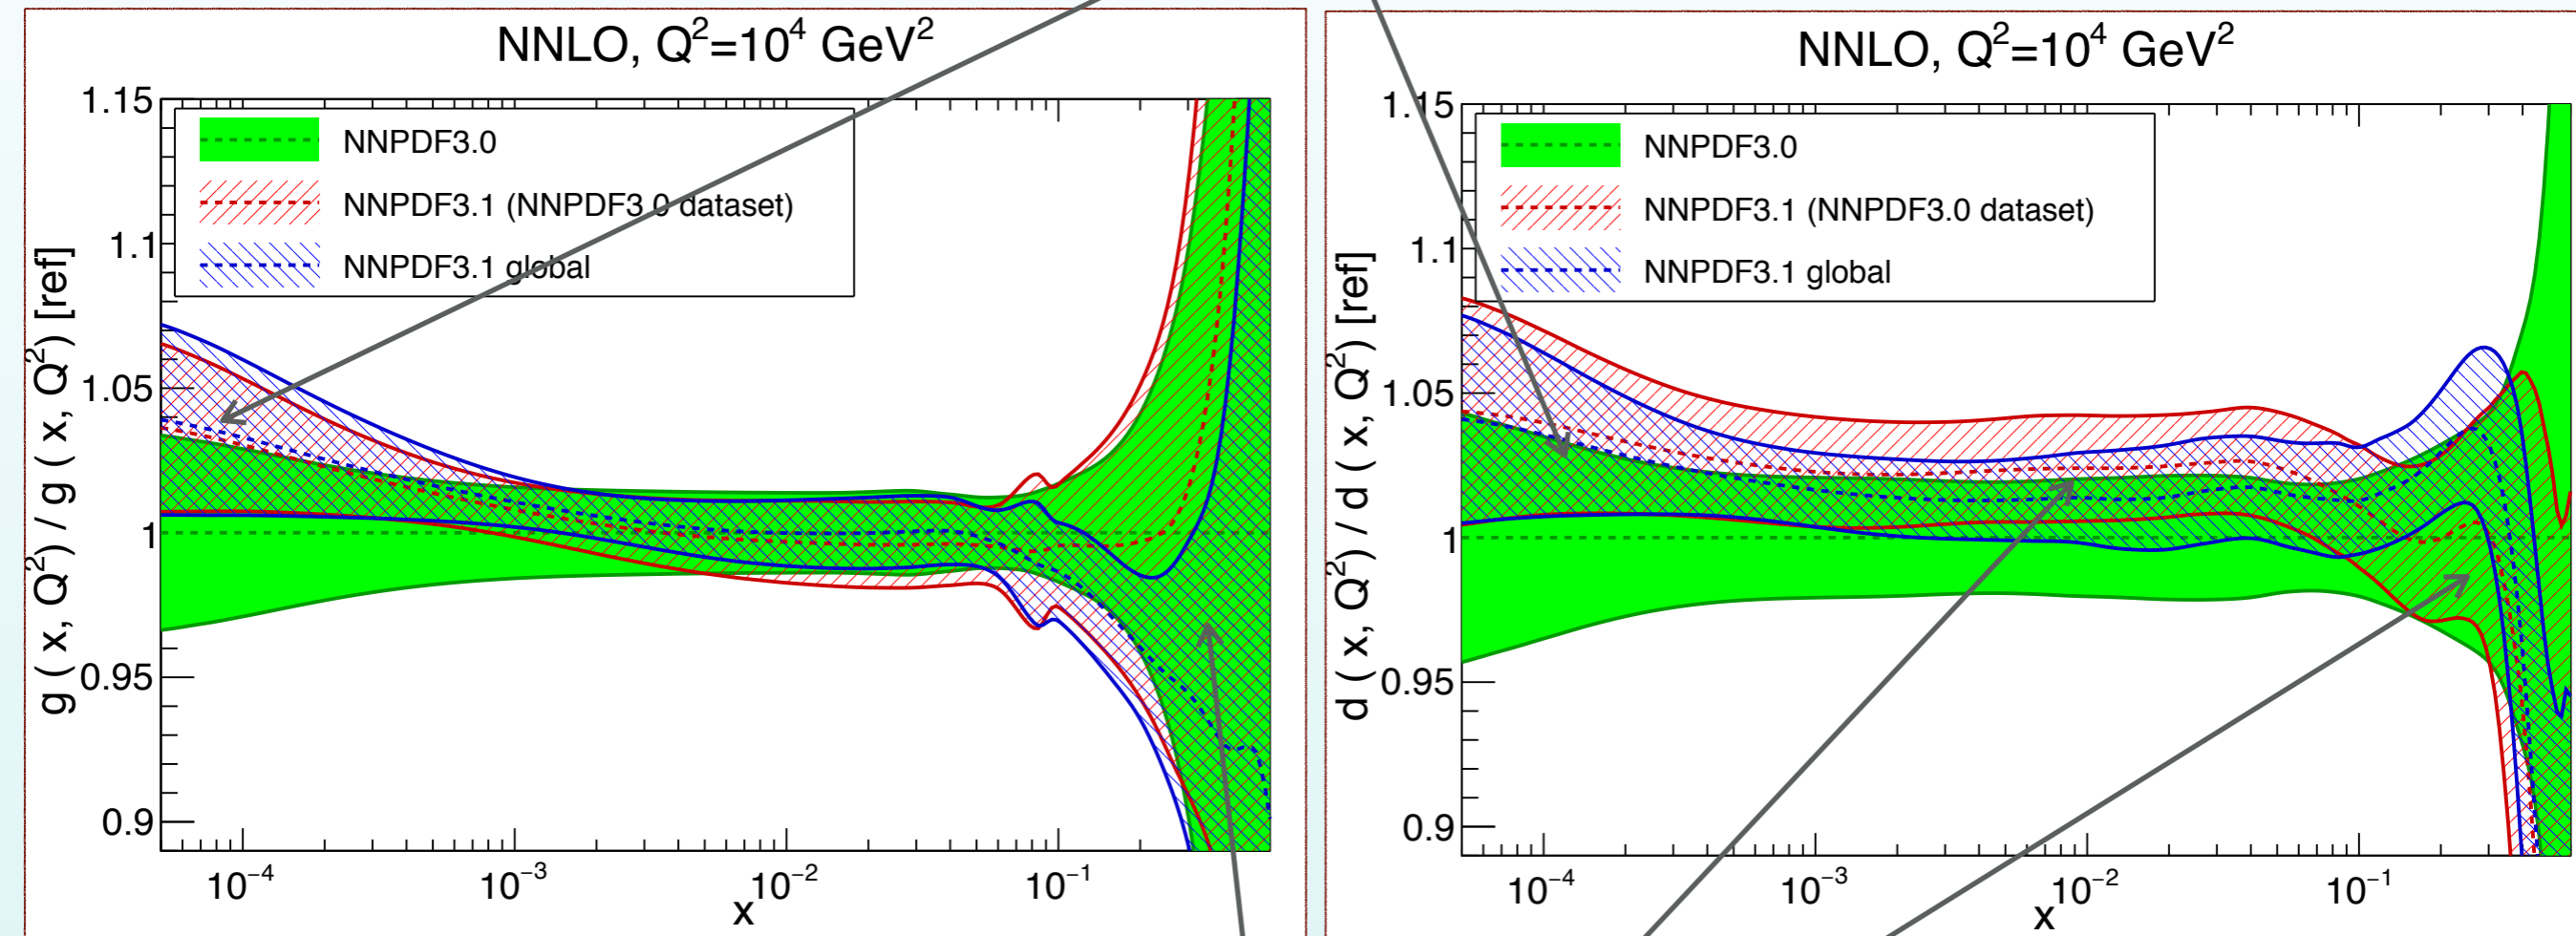 NNLO, Q²=10⁴ GeV²
1.15
1.1
1.05
1
0.95
0.9
g ( x, Q²) / g ( x, Q²) [ref]
NNPDF3.0
NNPDF3.1 (NNPDF3.0 dataset)
NNPDF3.1 global
10⁻⁴ 10⁻³ 10⁻² 10⁻¹
x
NNLO, Q²=10⁴ GeV²
1.15
1.1
1.05
1
0.95
0.9
d ( x, Q²) / d ( x, Q²) [ref]
NNPDF3.0
NNPDF3.1 (NNPDF3.0 dataset)
NNPDF3.1 global
10⁻⁴ 10⁻³ 10⁻² 10⁻¹
x